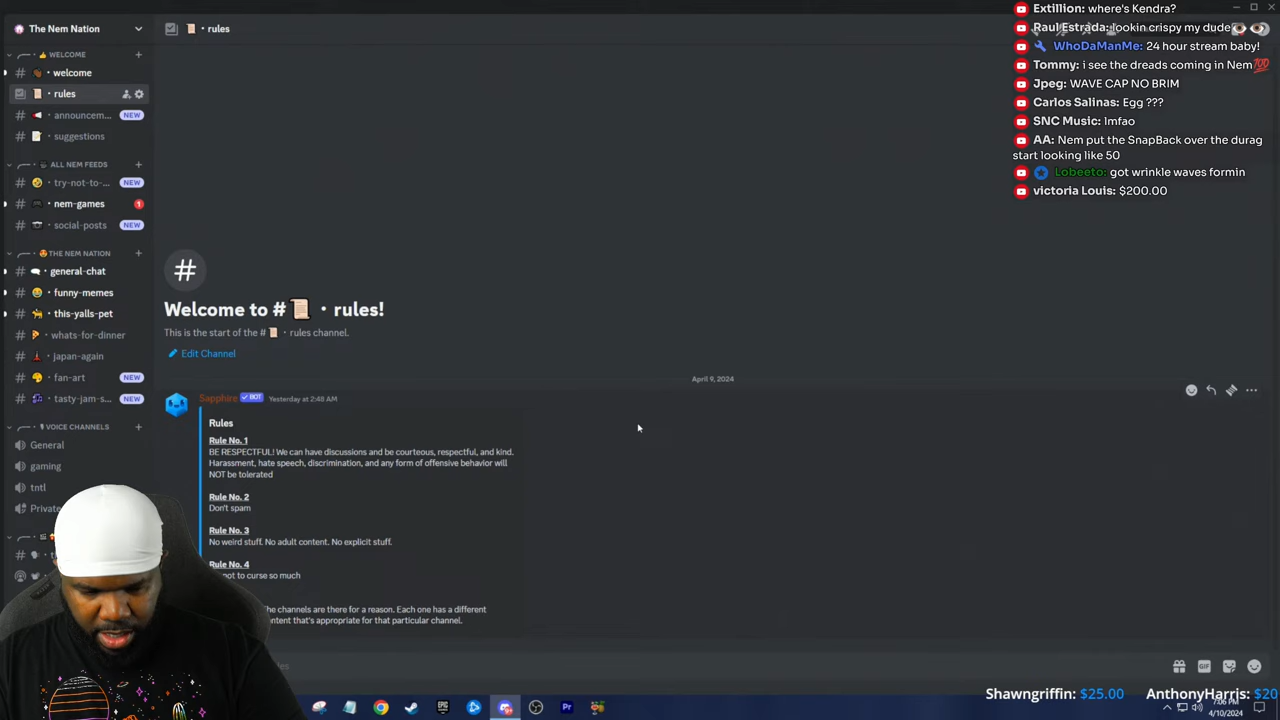 The Nem Nation
rules
WELCOME
welcome
rules
announcem... NEW
suggestions
ALL NEM FEEDS
try-not-to-... NEW
nem-games 1
social-posts NEW
THE NEM NATION
general-chat
funny-memes
this-yalls-pet
whats-for-dinner
japan-again
fan-art NEW
tasty-jam-s... NEW
VOICE CHANNELS
General
gaming
tntl
Private
#
Welcome to # • rules!
This is the start of the # • rules channel.
Edit Channel
April 9, 2024
Sapphire BOT Yesterday at 2:48 AM
Rules
Rule No. 1
BE RESPECTFUL! We can have discussions and be courteous, respectful, and kind.
Harassment, hate speech, discrimination, and any form of offensive behavior will
NOT be tolerated
Rule No. 2
Don't spam
Rule No. 3
No weird stuff. No adult content. No explicit stuff.
Rule No. 4
not to curse so much
he channels are there for a reason. Each one has a different
ntent that's appropriate for that particular channel.
GIF
Extillion: where's Kendra?
Raul Estrada: lookin crispy my dude
WhoDaManMe: 24 hour stream baby!
Tommy: i see the dreads coming in Nem💯
Jpeg: WAVE CAP NO BRIM
Carlos Salinas: Egg ???
SNC Music: lmfao
AA: Nem put the SnapBack over the durag
start looking like 50
Lobeeto: got wrinkle waves formin
victoria Louis: $200.00
Shawngriffin: $25.00 AnthonyHarris: $20
7:06 PM
4/10/2024